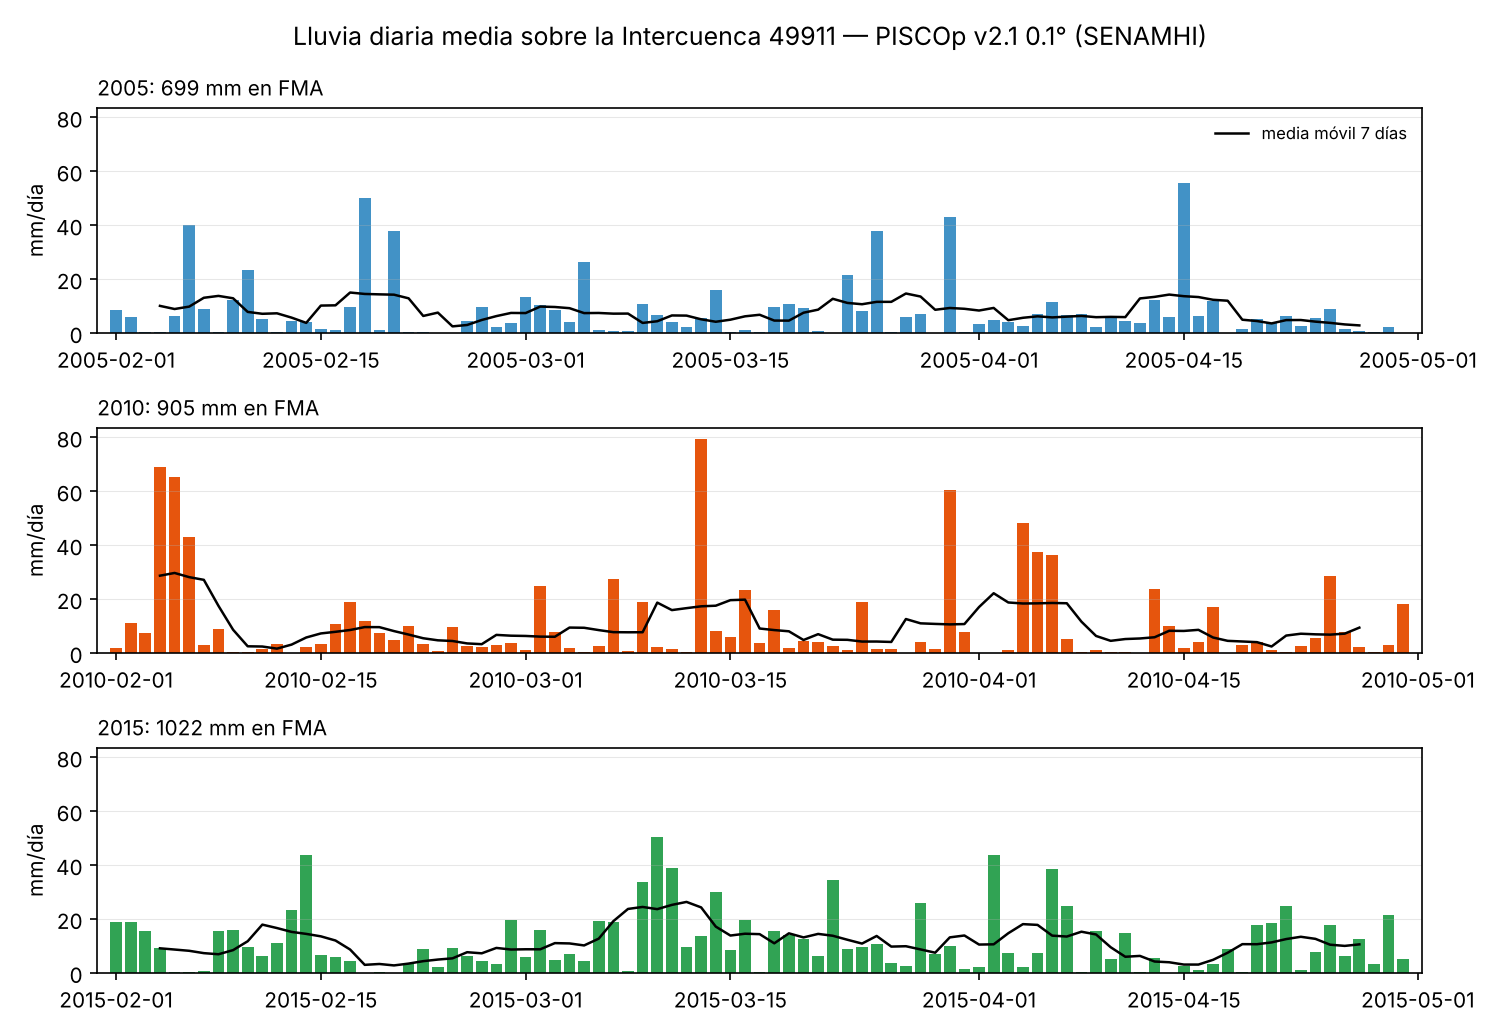 Lluvia diaria media sobre la Intercuenca 49911 — PISCOp v2.1 0.1° (SENAMHI)
2005: 699 mm en FMA
80
60
40
20
0
mm/día
media móvil 7 días
2005-02-01 2005-02-15 2005-03-01 2005-03-15 2005-04-01 2005-04-15 2005-05-01
2010: 905 mm en FMA
80
60
40
20
0
mm/día
2010-02-01 2010-02-15 2010-03-01 2010-03-15 2010-04-01 2010-04-15 2010-05-01
2015: 1022 mm en FMA
80
60
40
20
0
mm/día
2015-02-01 2015-02-15 2015-03-01 2015-03-15 2015-04-01 2015-04-15 2015-05-01